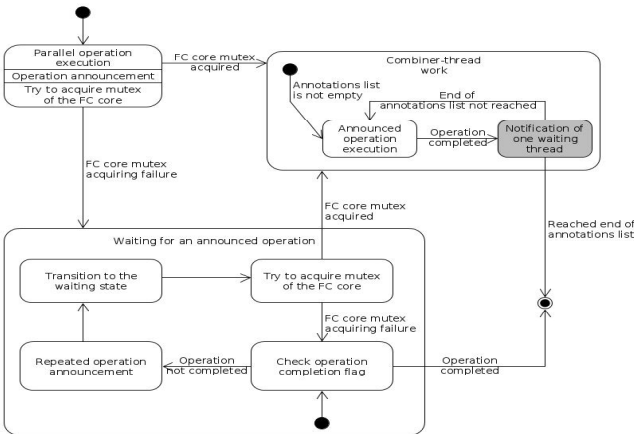 Parallel operation
execution
Operation announcement
Try to acquire mutex
of the FC core
FC core mutex
acquired
Combiner-thread
work
Annotations list
is not empty
End of
annotations list not reached
Announced
operation
execution
Operation
completed
Notification of
one waiting
thread
FC core mutex
acquiring failure
FC core mutex
acquired
Reached end of
annotations list
Waiting for an announced operation
Transition to the
waiting state
Try to acquire mutex
of the FC core
FC core mutex
acquiring failure
Repeated operation
announcement
Operation
not completed
Check operation
completion flag
Operation
completed